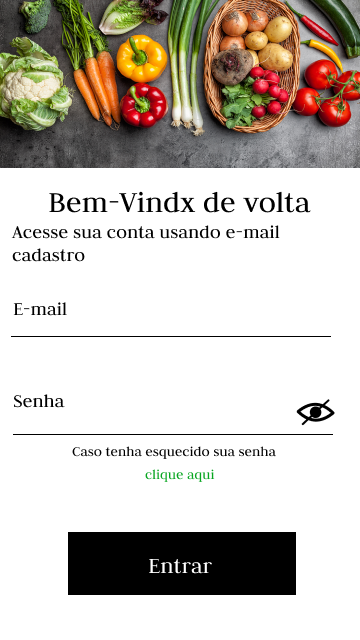 Bem-Vindx de volta
Acesse sua conta usando e-mail
cadastro
E-mail
Senha
Caso tenha esquecido sua senha
clique aqui
Entrar